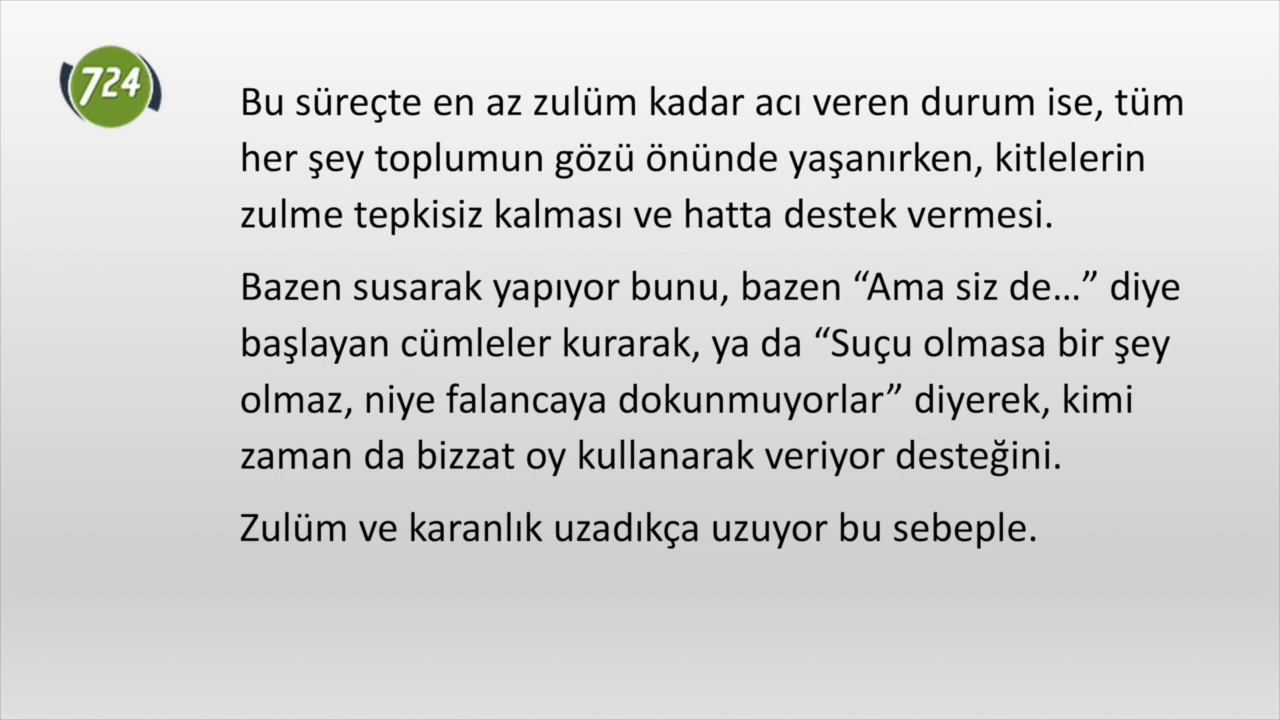 724
Bu süreçte en az zulüm kadar acı veren durum ise, tüm
her şey toplumun gözü önünde yaşanırken, kitlelerin
zulme tepkisiz kalması ve hatta destek vermesi.
Bazen susarak yapıyor bunu, bazen “Ama siz de…” diye
başlayan cümleler kurarak, ya da “Suçu olmasa bir şey
olmaz, niye falancaya dokunmuyorlar” diyerek, kimi
zaman da bizzat oy kullanarak veriyor desteğini.
Zulüm ve karanlık uzadıkça uzuyor bu sebeple.